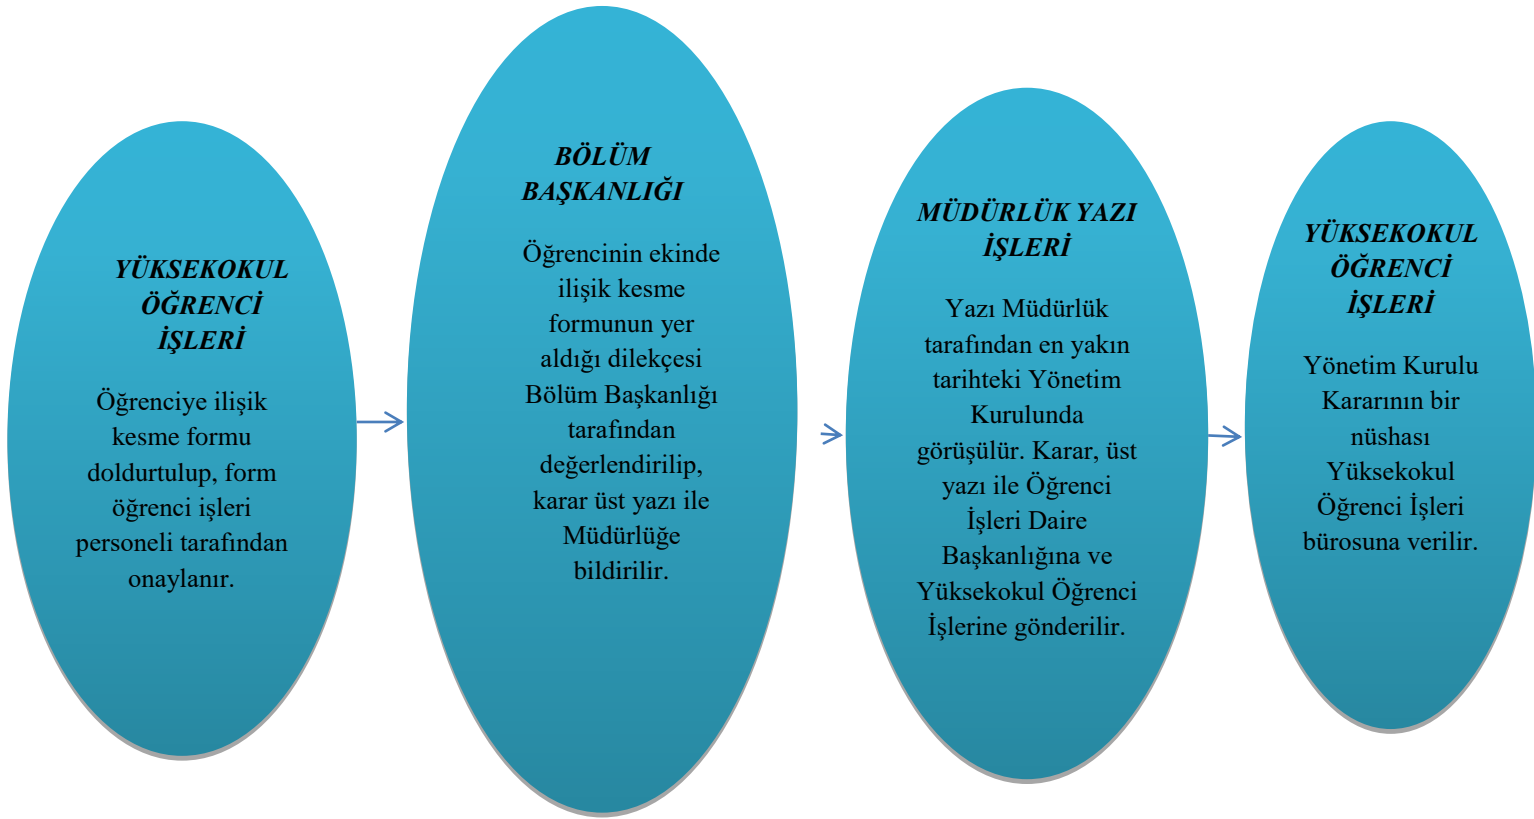 YÜKSEKOKUL
ÖĞRENCİ
İŞLERİ
Öğrenciye ilişik
kesme formu
doldurtulup, form
öğrenci işleri
personeli tarafından
onaylanır.
BÖLÜM
BAŞKANLIĞI
Öğrencinin ekinde
ilişik kesme
formunun yer
aldığı dilekçesi
Bölüm Başkanlığı
tarafından
değerlendirilip,
karar üst yazı ile
Müdürlüğe
bildirilir.
MÜDÜRLÜK YAZI
İŞLERİ
Yazı Müdürlük
tarafından en yakın
tarihteki Yönetim
Kurulunda
görüşülür. Karar, üst
yazı ile Öğrenci
İşleri Daire
Başkanlığına ve
Yüksekokul Öğrenci
İşlerine gönderilir.
YÜKSEKOKUL
ÖĞRENCİ
İŞLERİ
Yönetim Kurulu
Kararının bir
nüshası
Yüksekokul
Öğrenci İşleri
bürosuna verilir.